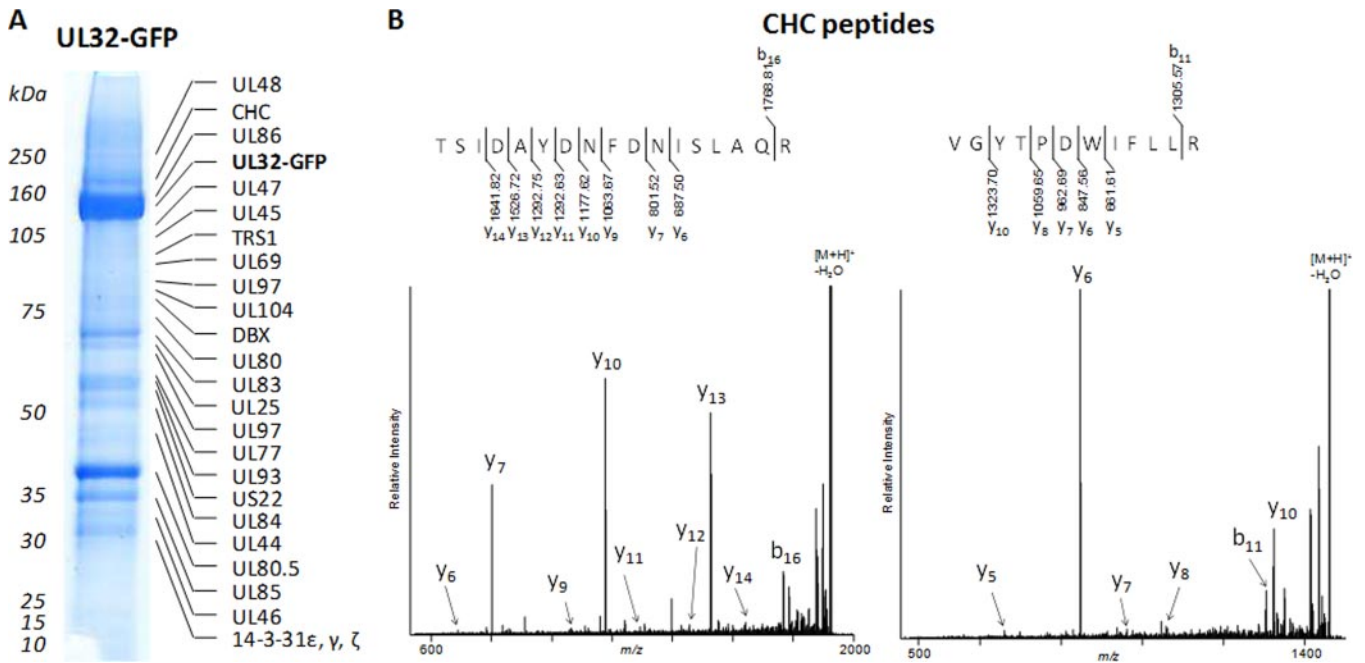 A
UL32-GFP
kDa
250
160
105
75
50
35
30
25
15
10
UL48
CHC
UL86
UL32-GFP
UL47
UL45
TRS1
UL69
UL97
UL104
DBX
UL80
UL83
UL25
UL97
UL77
UL93
US22
UL84
UL44
UL80.5
UL85
UL46
14-3-31ε, γ, ζ
B
CHC peptides
b16
1768.81
T S I D A Y D N F D N I S L A Q R
1641.82 1526.72 1292.75 1292.63 1177.62 1063.67 801.52 687.50
y14 y13 y12 y11 y10 y9 y7 y6
b11
1305.57
V G Y T P D W I F L L R
1323.70 1059.65 962.69 847.56 661.61
y10 y8 y7 y6 y5
[M+H]+
-H2O
y10
y13
y7
y12
y11
b16
y6
y9
y14
Relative Intensity
600
m/z
2000
[M+H]+
-H2O
y6
y10
b11
y5
y7
y8
Relative Intensity
500
m/z
1400